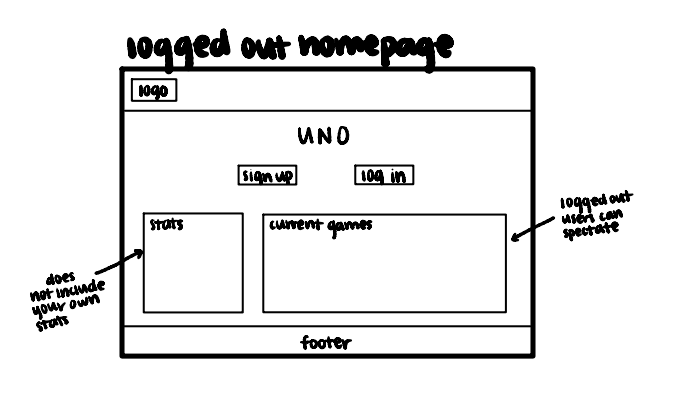 logged out homepage
logo
UNO
sign up
log in
stats
current games
logged out
users can
spectate
does
not include
your own
stats
footer